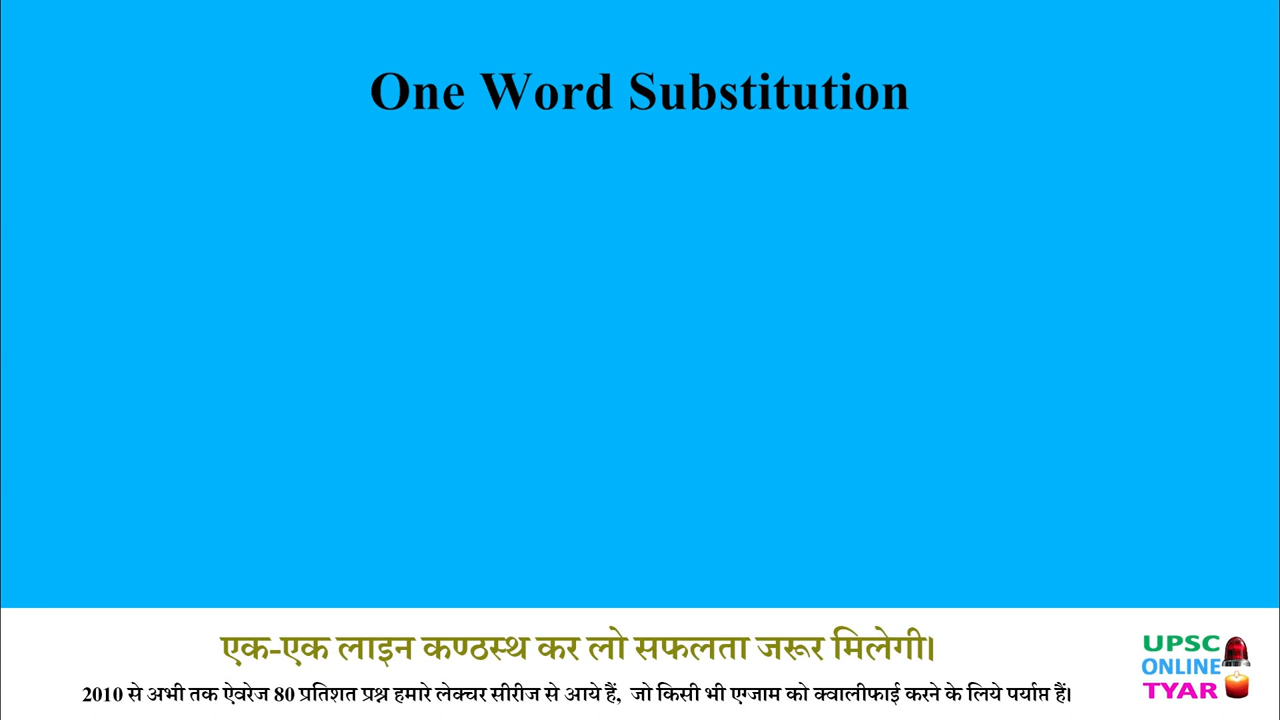 One Word Substitution
एक-एक लाइन कण्ठस्थ कर लो सफलता जरूर मिलेगी।
2010 से अभी तक ऐवरेज 80 प्रतिशत प्रश्न हमारे लेक्चर सीरीज से आये हैं, जो किसी भी एग्जाम को क्वालीफाई करने के लिये पर्याप्त हैं।
UPSC
ONLINE
TYAR